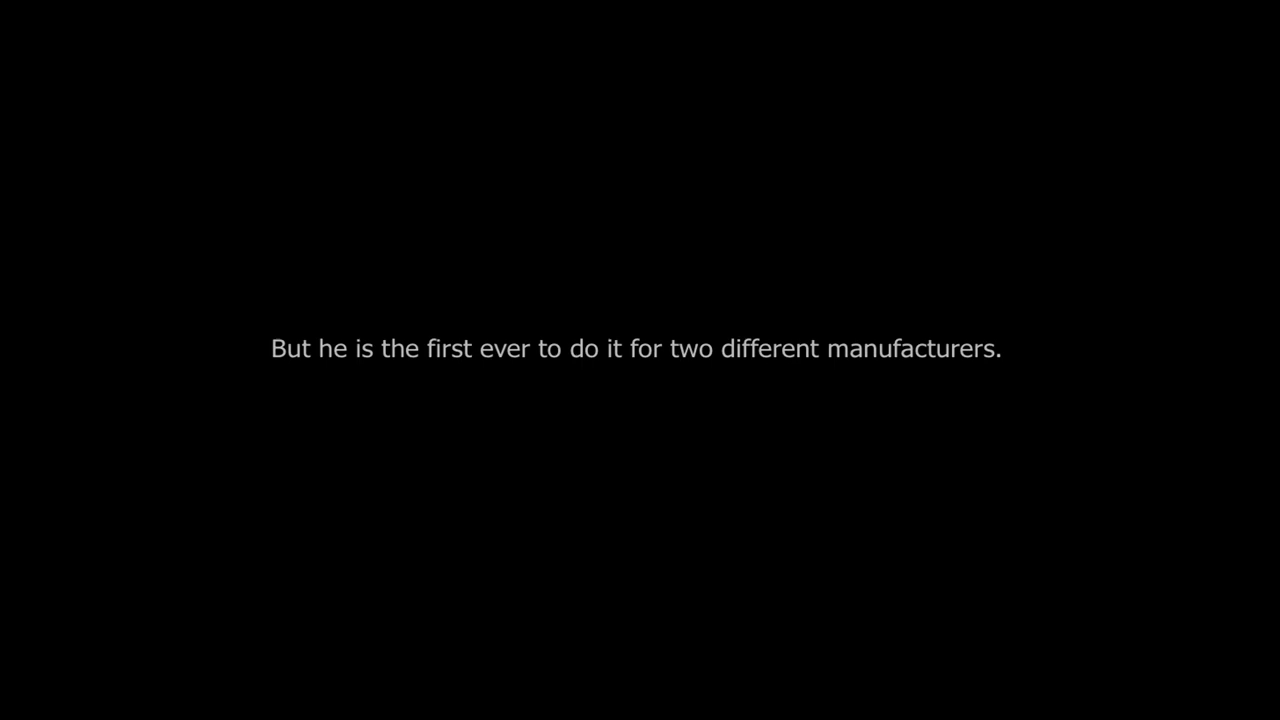 But he is the first ever to do it for two different manufacturers.